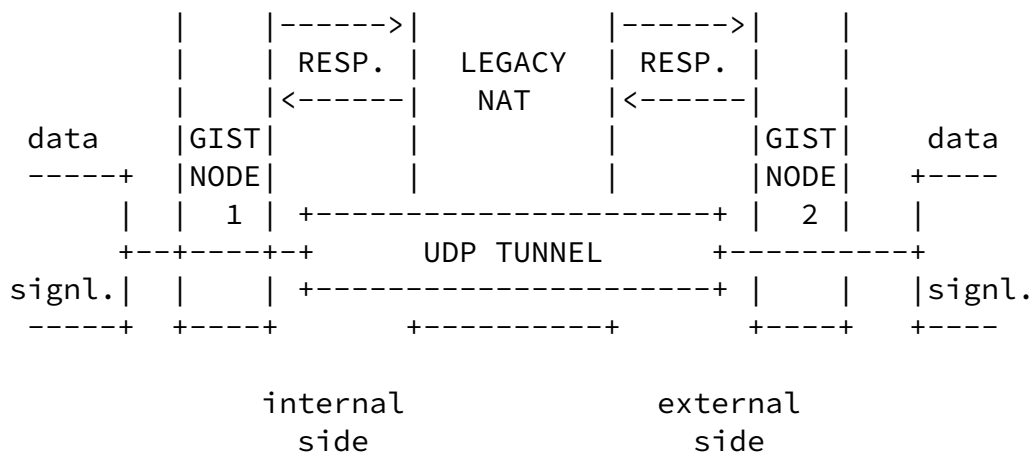 |    |------>|            |------>|     |
|    | RESP. |   LEGACY   | RESP. |     |
|    |<------|    NAT     |<------|     |
data      |GIST|       |            |       |GIST|     data
-----+  |NODE|       |            |       |NODE|    +----
|  |  1 | +---------------------+ |  2 |  |
+--+----+-+      UDP TUNNEL      +----------+
signl.|  |    | +---------------------+ |    |   |signl.
-----+  +----+       +----------+       +----+   +----
internal                external
side                    side